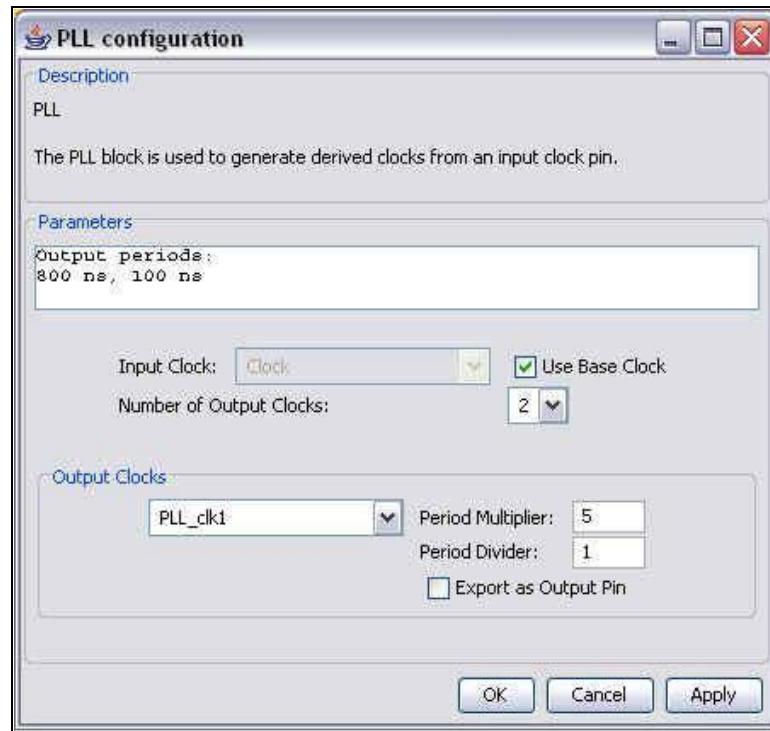 PLL configuration
Description
PLL
The PLL block is used to generate derived clocks from an input clock pin.
Parameters
Output periods:
800 ns, 100 ns
Input Clock: Clock Use Base Clock
Number of Output Clocks: 2
Output Clocks
PLL_clk1 Period Multiplier: 5
Period Divider: 1
Export as Output Pin
OK Cancel Apply